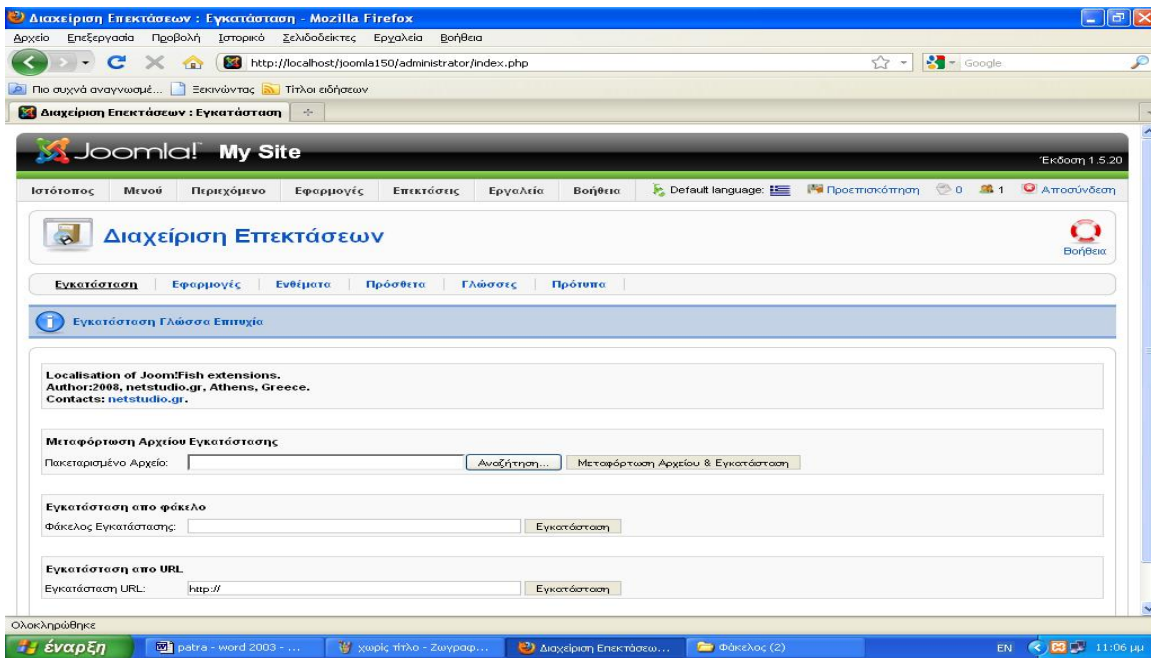 Διαχείριση Επεκτάσεων : Εγκατάσταση - Mozilla Firefox
Αρχείο Επεξεργασία Προβολή Ιστορικό Σελιδοδείκτες Εργαλεία Βοήθεια
http://localhost/joomla150/administrator/index.php Google
Πιο συχνά αναγνωσμέ... Ξεκινώντας Τίτλοι ειδήσεων
Διαχείριση Επεκτάσεων : Εγκατάσταση
Joomla! My Site
Έκδοση 1.5.20
Ιστότοπος Μενού Περιεχόμενο Εφαρμογές Επεκτάσεις Εργαλεία Βοήθεια Default language: Προεπισκόπηση 0 1 Αποσύνδεση
Διαχείριση Επεκτάσεων
Βοήθεια
Εγκατάσταση Εφαρμογές Ενθέματα Πρόσθετα Γλώσσες Πρότυπα
Εγκατάσταση Γλώσσα Επιτυχία
Localisation of Joom!Fish extensions.
Author:2008, netstudio.gr, Athens, Greece.
Contacts: netstudio.gr.
Μεταφόρτωση Αρχείου Εγκατάστασης
Πακεταρισμένο Αρχείο: Αναζήτηση... Μεταφόρτωση Αρχείου & Εγκατάσταση
Εγκατάσταση απο φάκελο
Φάκελος Εγκατάστασης: Εγκατάσταση
Εγκατάσταση απο URL
Εγκατάσταση URL: http:// Εγκατάσταση
Ολοκληρώθηκε
έναρξη patra - word 2003 - ... χωρίς τίτλο - Ζωγραφ... Διαχείριση Επεκτάσεω... Φάκελος (2) EN 11:06 μμ